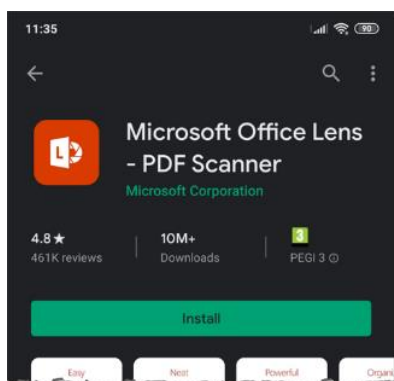 11:35
90
Microsoft Office Lens
- PDF Scanner
Microsoft Corporation
4.8★
461K reviews
10M+
Downloads
3
PEGI 3
Install
Easy
Neat
Powerful
Organi